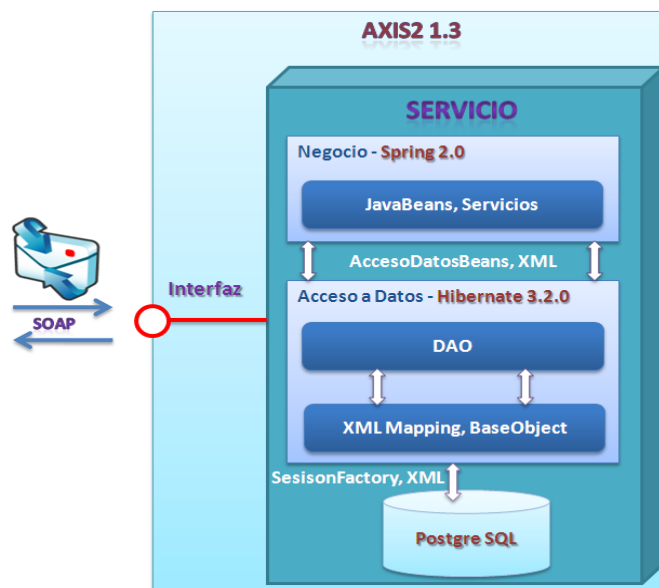 AXIS2 1.3
SERVICIO
Negocio - Spring 2.0
JavaBeans, Servicios
AccesoDatosBeans, XML
Interfaz
SOAP
Acceso a Datos - Hibernate 3.2.0
DAO
XML Mapping, BaseObject
SesisonFactory, XML
Postgre SQL